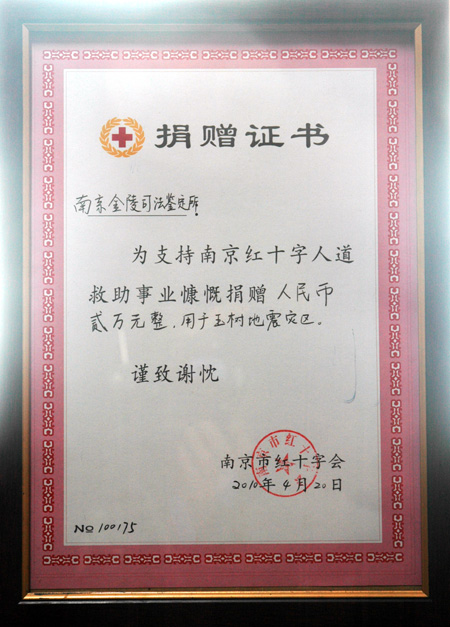 捐赠证书
南京金陵司法鉴定所
为支持南京红十字人道
救助事业慷慨捐赠 人民币
贰万元整，用于玉树地震灾区。
谨致谢忱
南京市红十字会
2010年4月20日
No 100175